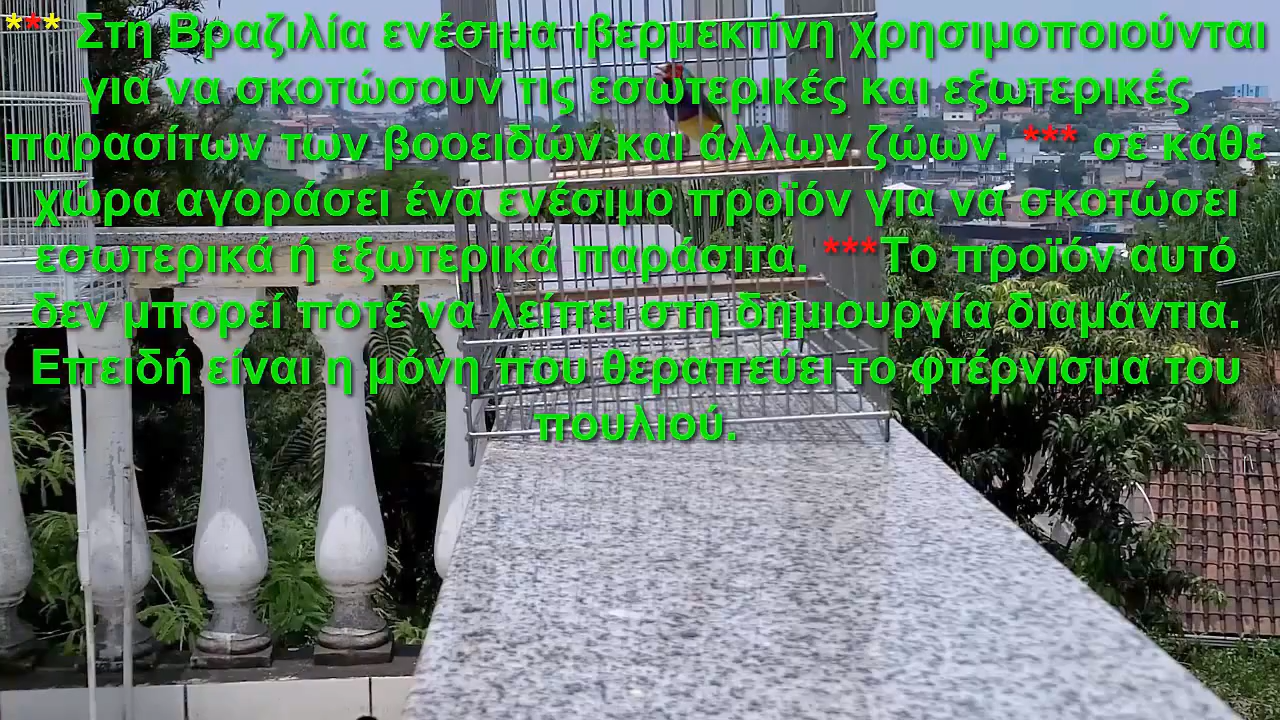 *** Στη Βραζιλία ενέσιμα ιβερμεκτίνη χρησιμοποιούνται
για να σκοτώσουν τις εσωτερικές και εξωτερικές
παρασίτων των βοοειδών και άλλων ζώων. *** σε κάθε
χώρα αγοράσει ένα ενέσιμο προϊόν για να σκοτώσει
εσωτερικά ή εξωτερικά παράσιτα. ***Το προϊόν αυτό
δεν μπορεί ποτέ να λείπει στη δημιουργία διαμάντια.
Επειδή είναι η μόνη που θεραπεύει το φτέρνισμα του
πουλιού.